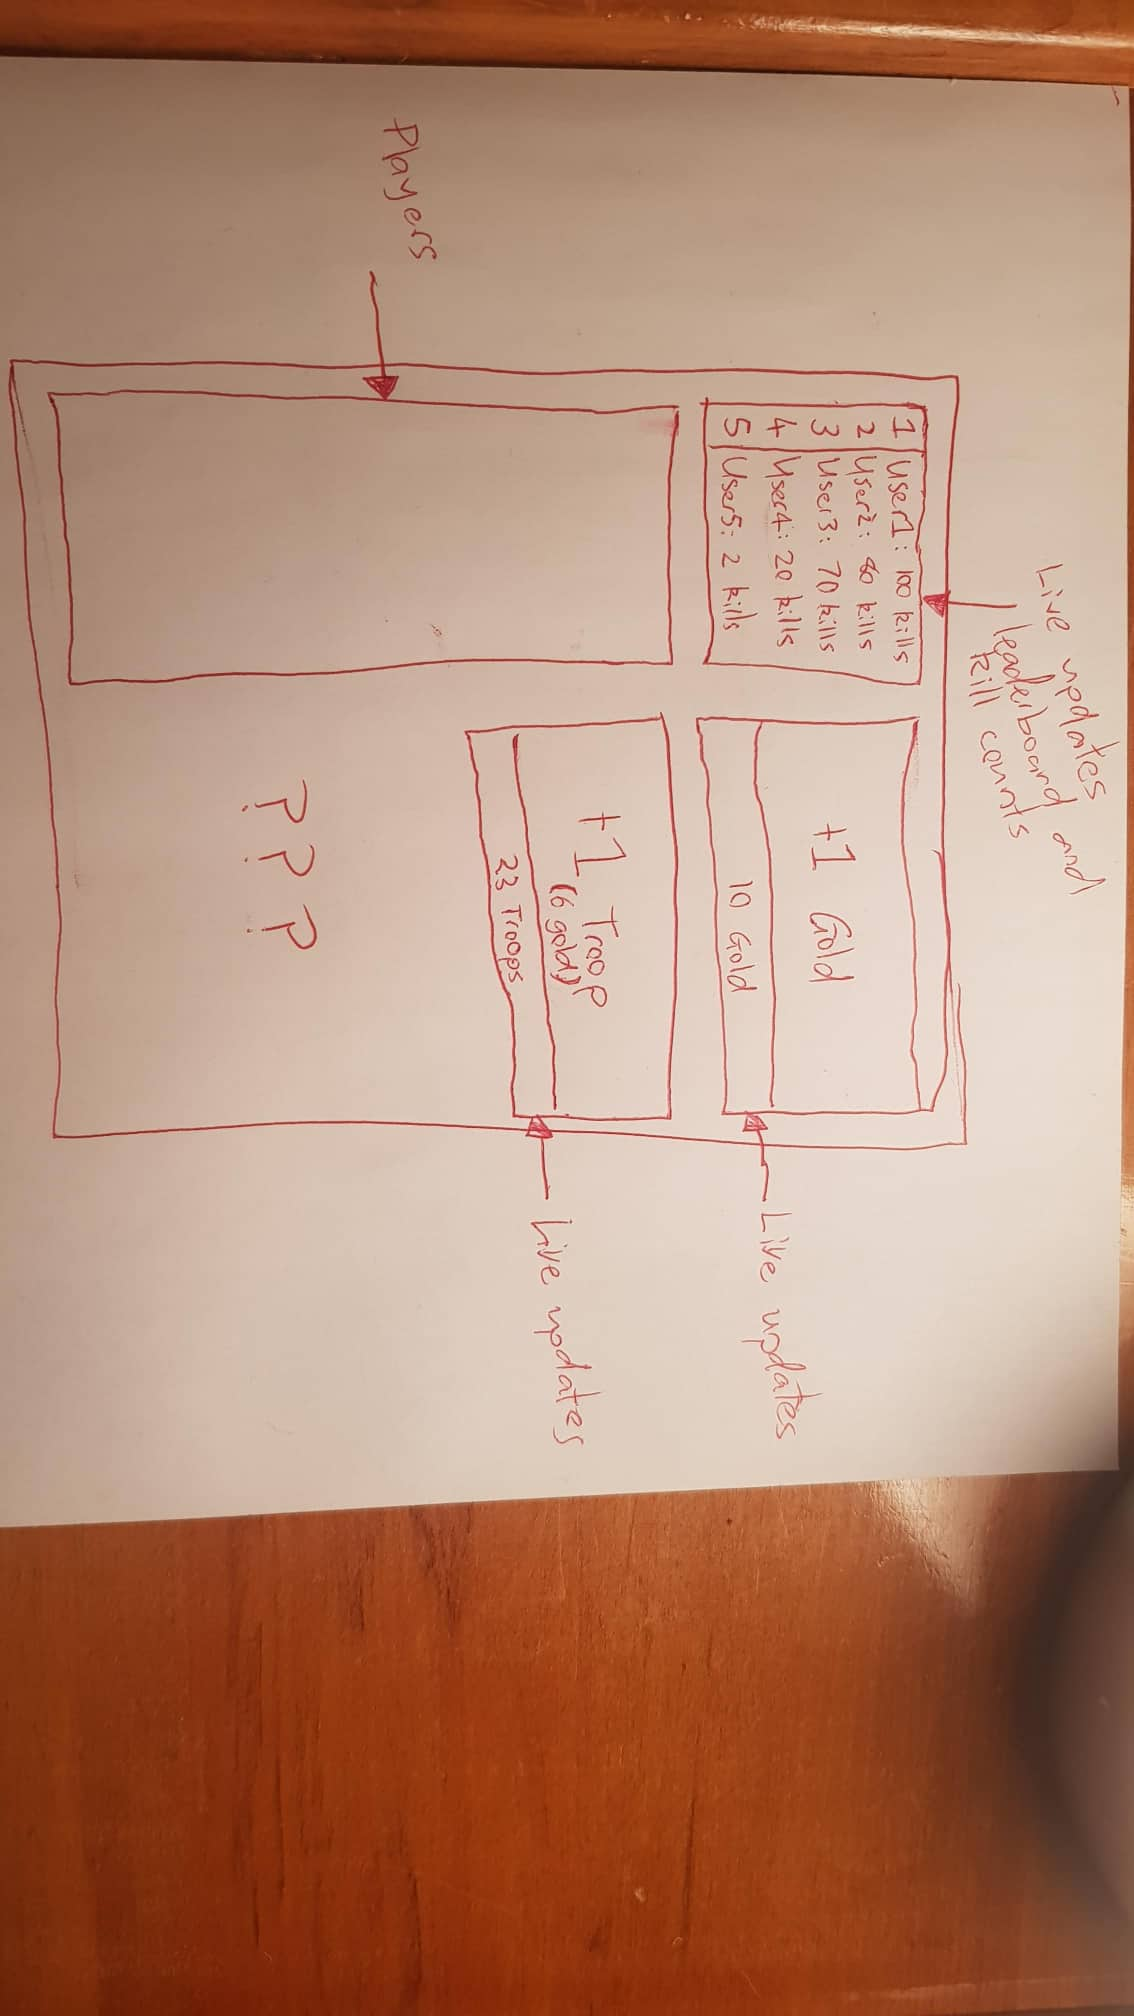 Live updates
leaderboard and
kill counts
1 User1: 100 kills
2 User2: 80 kills
3 User3: 70 kills
4 User4: 20 kills
5 User5: 2 kills
+1 Gold
10 Gold
Live updates
Players
+1 Troop
(6 gold)
23 Troops
Live updates
???